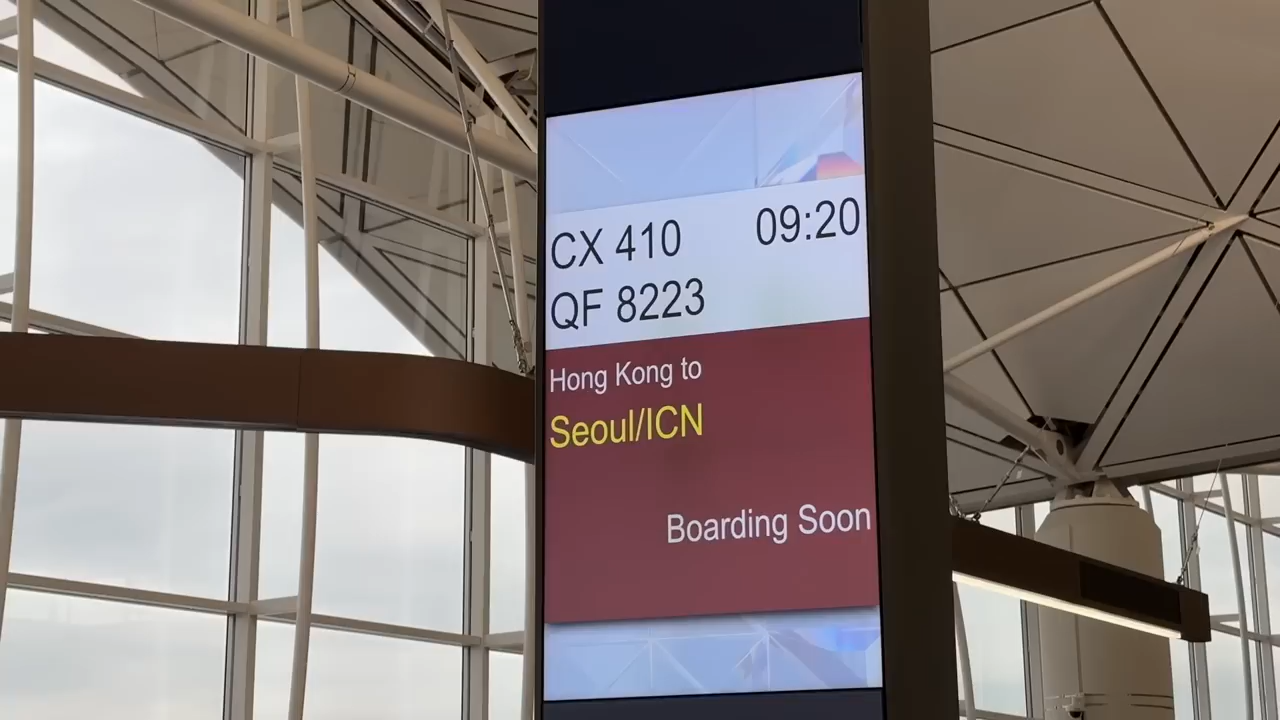 CX 410 09:20
QF 8223
Hong Kong to
Seoul/ICN
Boarding Soon